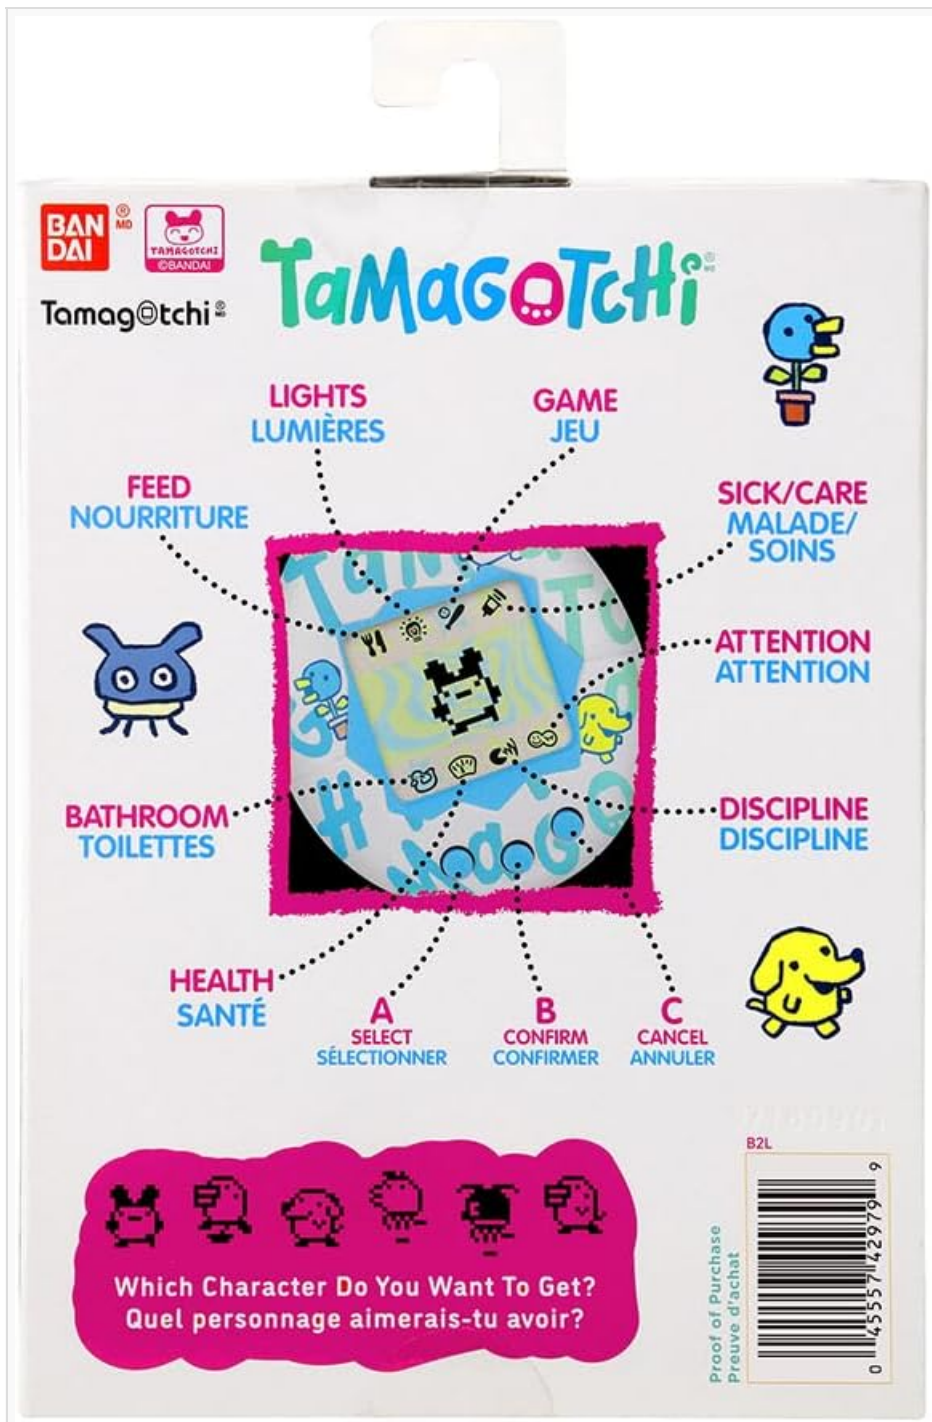 BAN
DAI
® MD
TAMAGOTCHI
©BANDAI
Tamagotchi ® MD
TaMaGoTCHi ® MD
LIGHTS
LUMIÈRES
GAME
JEU
FEED
NOURRITURE
SICK/CARE
MALADE/
SOINS
ATTENTION
ATTENTION
BATHROOM
TOILETTES
DISCIPLINE
DISCIPLINE
HEALTH
SANTÉ
A
SELECT
SÉLECTIONNER
B
CONFIRM
CONFIRMER
C
CANCEL
ANNULER
Which Character Do You Want To Get?
Quel personnage aimerais-tu avoir?
B2L
Proof of Purchase
Preuve d'achat
0 45557 42979 9